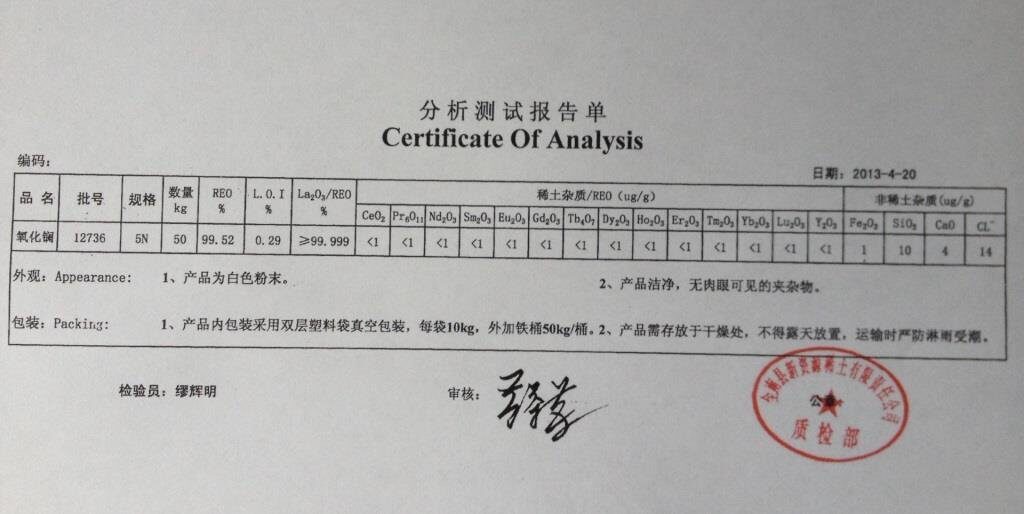 分析测试报告单
Certificate Of Analysis
编码：
日期：2013-4-20
品 名 批号 规格 数量 kg REO % L.O.I % La₂O₃/REO % 稀土杂质/REO（ug/g） 非稀土杂质(ug/g)
CeO₂ Pr₆O₁₁ Nd₂O₃ Sm₂O₃ Eu₂O₃ Gd₂O₃ Tb₄O₇ Dy₂O₃ Ho₂O₃ Er₂O₃ Tm₂O₃ Yb₂O₃ Lu₂O₃ Y₂O₃ Fe₂O₃ SiO₂ CaO CL⁻
氧化镧 12736 5N 50 99.52 0.29 ≥99.999 <1 <1 <1 <1 <1 <1 <1 <1 <1 <1 <1 <1 <1 <1 1 10 4 14
外观：Appearance: 1、产品为白色粉末。 2、产品洁净，无肉眼可见的夹杂物。
包装：Packing: 1、产品内包装采用双层塑料袋真空包装，每袋10kg，外加铁桶50kg/桶。2、产品需存放于干燥处，不得露天放置，运输时严防淋雨受潮。
检验员：缪辉明
审核：
质检部